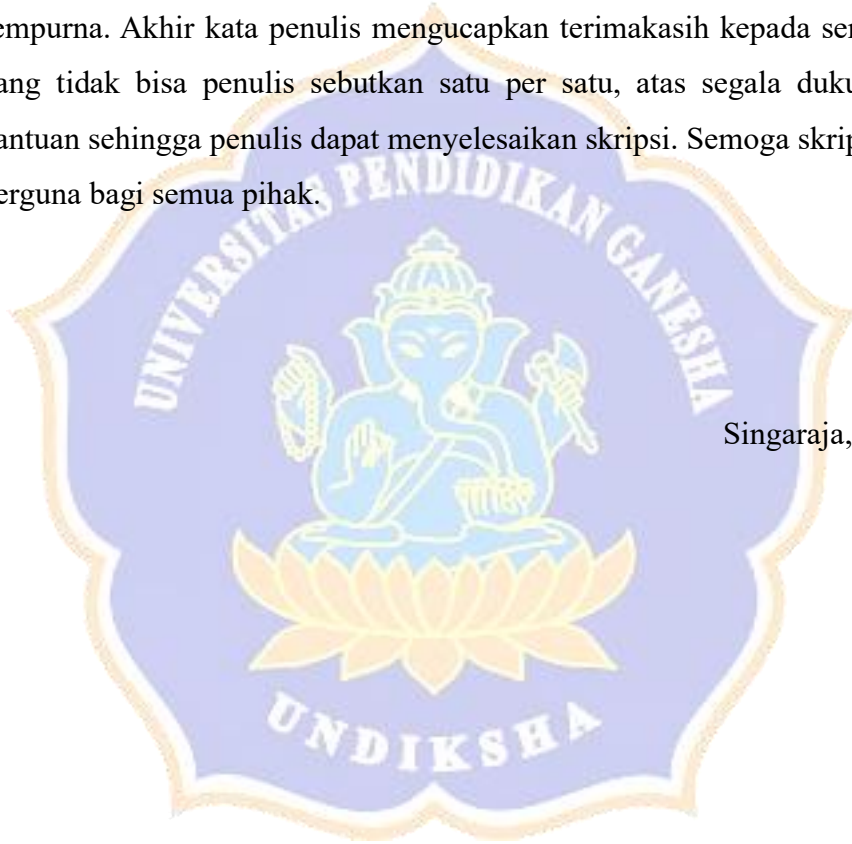 empurna. Akhir kata penulis mengucapkan terimakasih kepada ser
ang tidak bisa penulis sebutkan satu per satu, atas segala duku
antuan sehingga penulis dapat menyelesaikan skripsi. Semoga skrip
erguna bagi semua pihak.
UNIVERSITAS PENDIDIKAN GANESHA
Singaraja,
UNDIKSHA